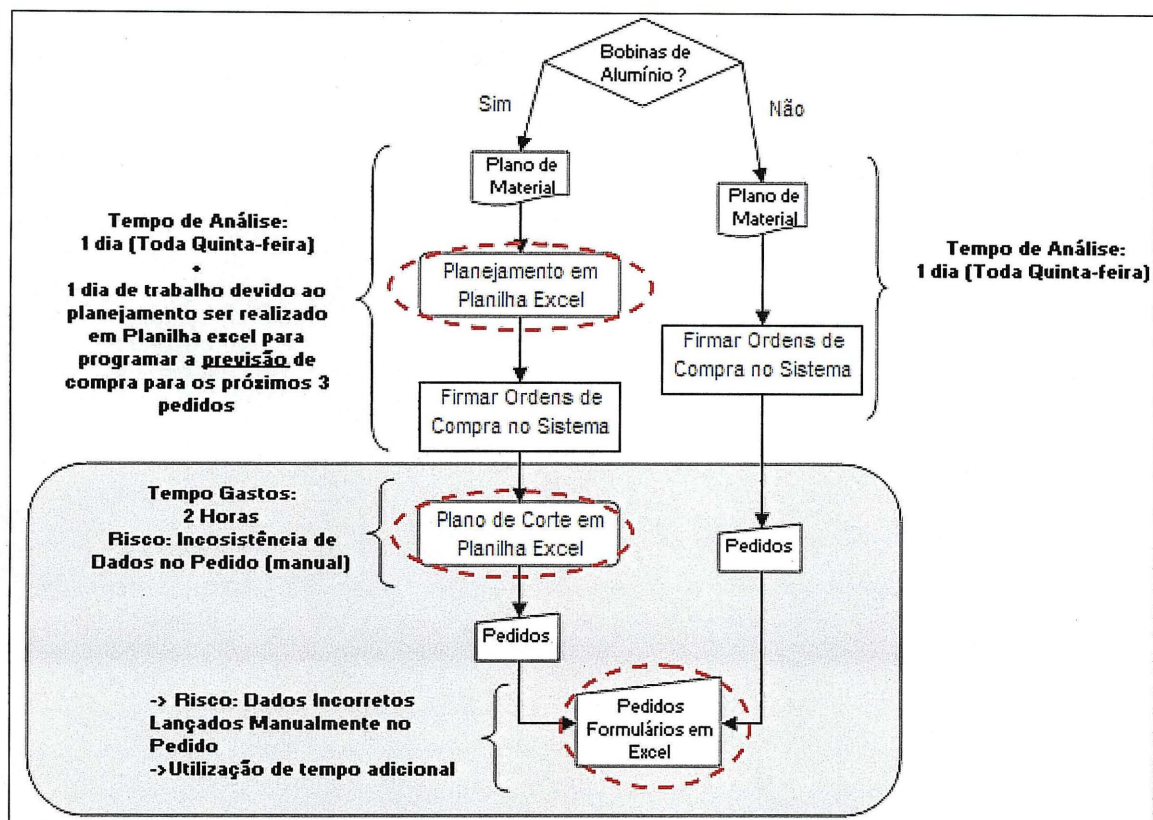 Bobinas de
Alumínio ?
Sim
Não
Plano de
Material
Plano de
Material
Tempo de Análise:
1 dia (Toda Quinta-feira)
+
1 dia de trabalho devido ao
planejamento ser realizado
em Planilha excel para
programar a previsão de
compra para os próximos 3
pedidos
Planejamento em
Planilha Excel
Tempo de Análise:
1 dia (Toda Quinta-feira)
Firmar Ordens de
Compra no Sistema
Firmar Ordens de
Compra no Sistema
Tempo Gastos:
2 Horas
Risco: Incosistência de
Dados no Pedido (manual)
Plano de Corte em
Planilha Excel
Pedidos
Pedidos
-> Risco: Dados Incorretos
Lançados Manualmente no
Pedido
->Utilização de tempo adicional
Pedidos
Formulários em
Excel